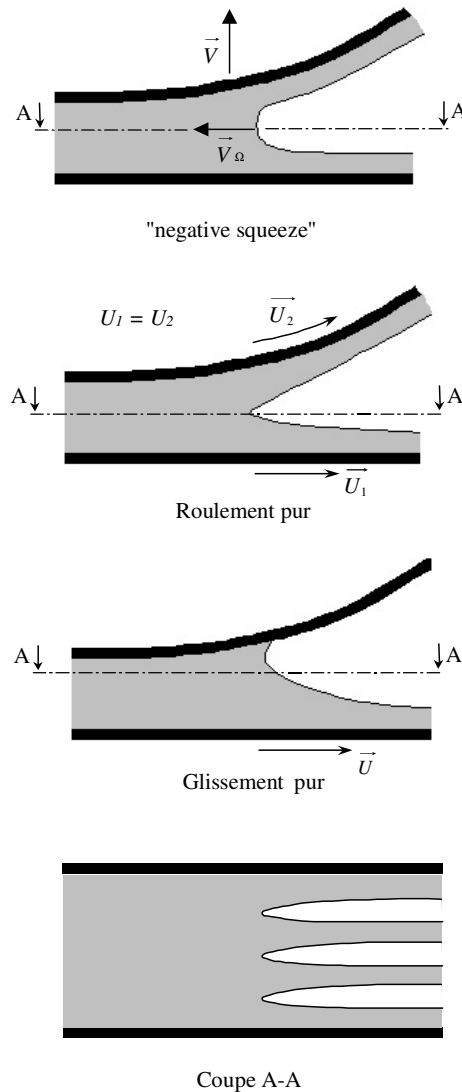 V
A A
V Ω
"negative squeeze"
U1 = U2 U2
A A
U1
Roulement pur
A A
U
Glissement pur
Coupe A-A